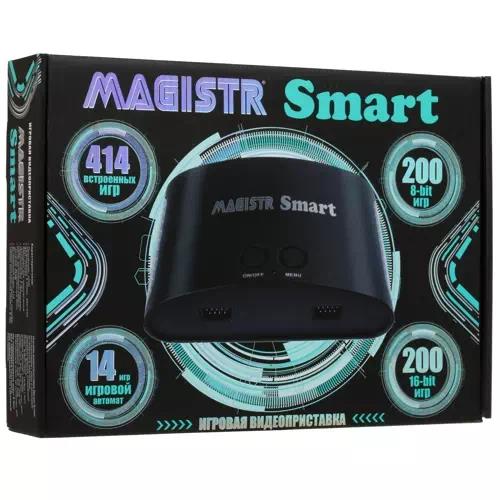 MAGISTR® Smart
414
встроенных
игр
200
8-bit
игр
MAGISTR Smart
ON/OFF
MENU
14 игр
игровой
автомат
200
16-bit
игр
ИГРОВАЯ ВИДЕОПРИСТАВКА
ИГРОВАЯ ВИДЕОПРИСТАВКА
MAGISTR
Smart